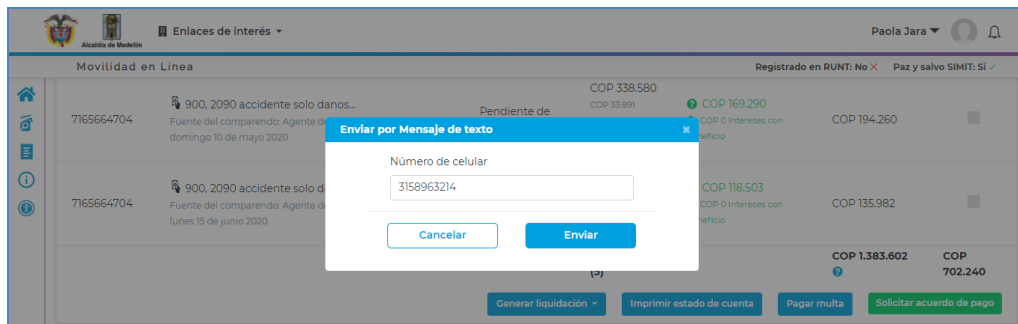 Alcaldía de Medellín
Enlaces de interés
Paola Jara
Movilidad en Línea
Registrado en RUNT: No
Paz y salvo SIMIT: Sí
7165664704
900, 2090 accidente solo danos...
Fuente del comparendo: Agente d
domingo 10 de mayo 2020
Pendiente de
COP 338.580
COP 33.891
COP 169.290
COP 0 Intereses con
neficio
COP 194.260
Enviar por Mensaje de texto
Número de celular
3158963214
Cancelar
Enviar
7165664704
900, 2090 accidente solo d
Fuente del comparendo: Agente d
lunes 15 de junio 2020
COP 118.503
COP 0 Intereses con
neficio
COP 135.982
(5)
COP 1.383.602
COP
702.240
Generar liquidación
Imprimir estado de cuenta
Pagar multa
Solicitar acuerdo de pago